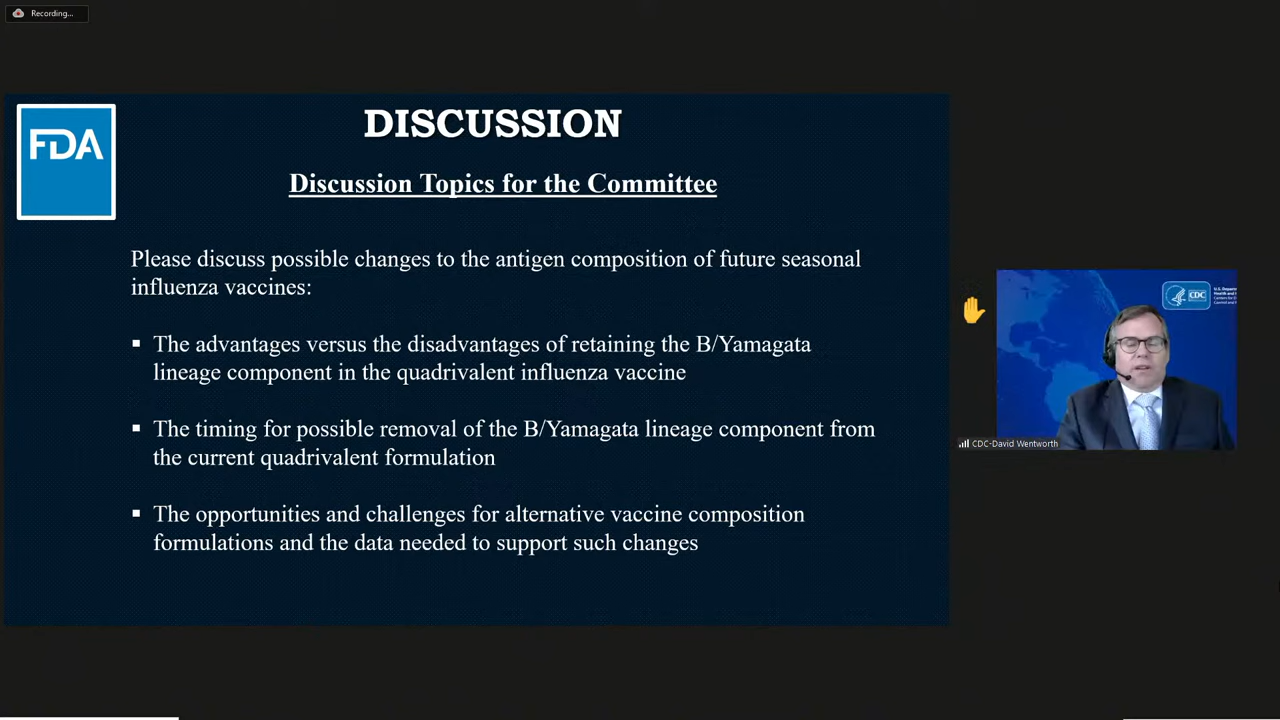 Recording...
FDA
DISCUSSION
Discussion Topics for the Committee
Please discuss possible changes to the antigen composition of future seasonal
influenza vaccines:
▪ The advantages versus the disadvantages of retaining the B/Yamagata
lineage component in the quadrivalent influenza vaccine
▪ The timing for possible removal of the B/Yamagata lineage component from
the current quadrivalent formulation
▪ The opportunities and challenges for alternative vaccine composition
formulations and the data needed to support such changes
CDC
CDC-David Wentworth